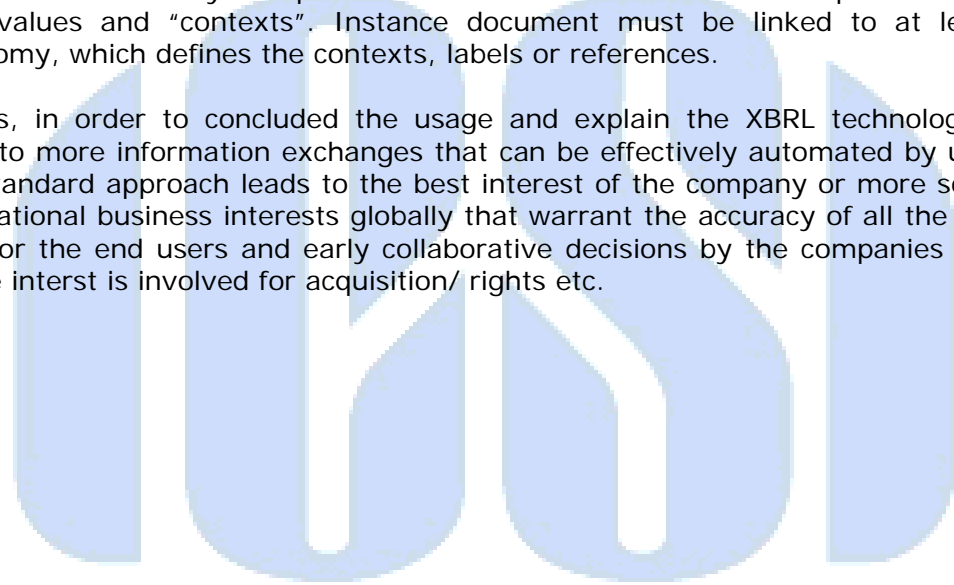 values and “contexts”. Instance document must be linked to at le
omy, which defines the contexts, labels or references.
s, in order to concluded the usage and explain the XBRL technolog
to more information exchanges that can be effectively automated by u
tandard approach leads to the best interest of the company or more s
ational business interests globally that warrant the accuracy of all the
or the end users and early collaborative decisions by the companies
interst is involved for acquisition/ rights etc.